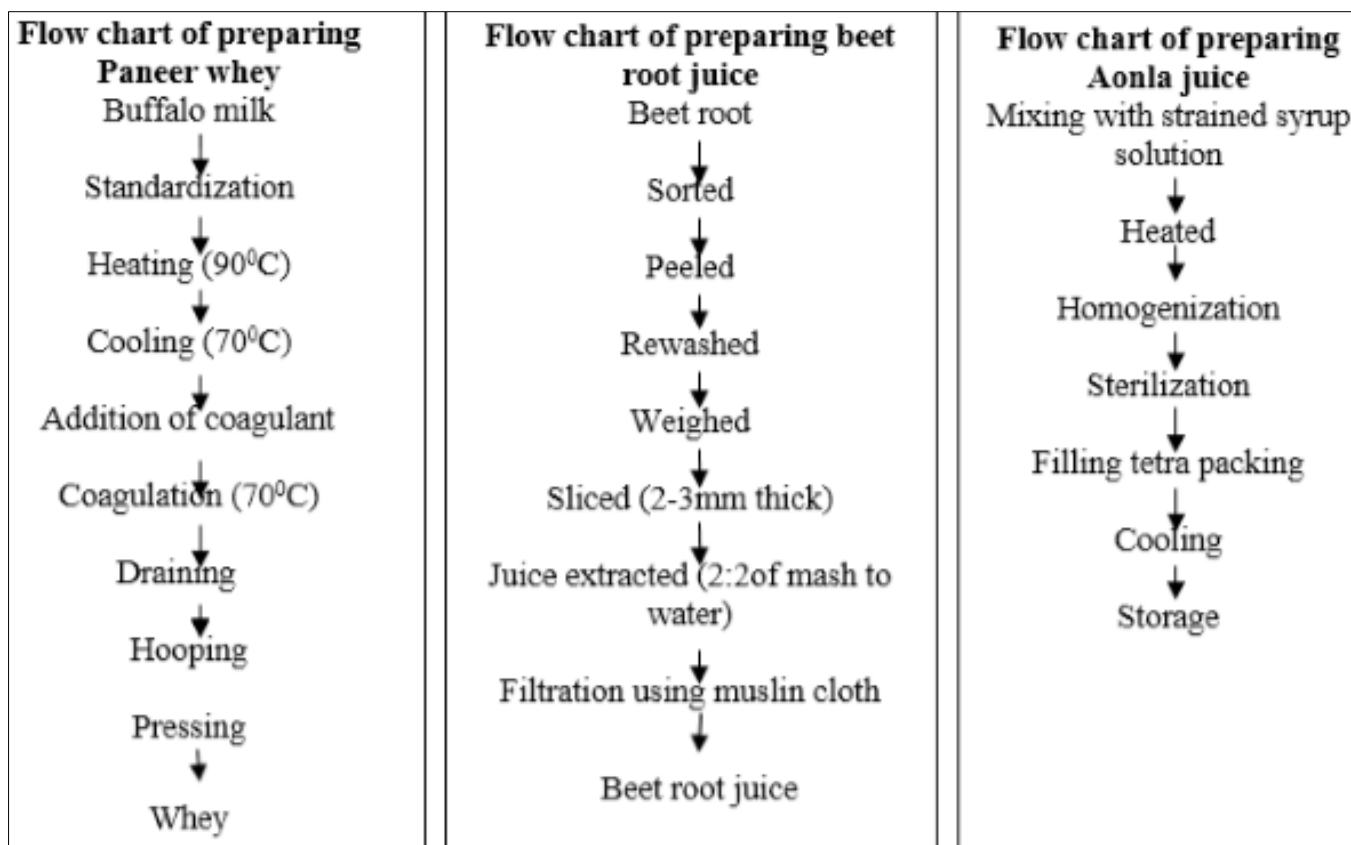 Flow chart of preparing
Paneer whey
Buffalo milk
Standardization
Heating (90⁰C)
Cooling (70⁰C)
Addition of coagulant
Coagulation (70⁰C)
Draining
Hooping
Pressing
Whey
Flow chart of preparing beet
root juice
Beet root
Sorted
Peeled
Rewashed
Weighed
Sliced (2-3mm thick)
Juice extracted (2:2of mash to
water)
Filtration using muslin cloth
Beet root juice
Flow chart of preparing
Aonla juice
Mixing with strained syrup
solution
Heated
Homogenization
Sterilization
Filling tetra packing
Cooling
Storage